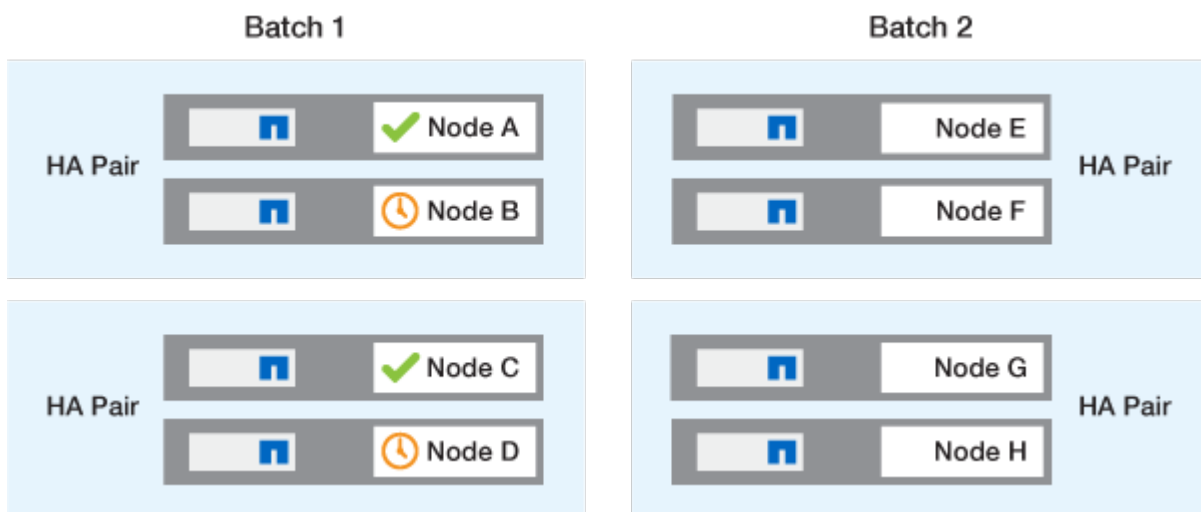 Batch 1
Batch 2
HA Pair
Node A
Node B
Node E
Node F
HA Pair
HA Pair
Node C
Node D
Node G
Node H
HA Pair